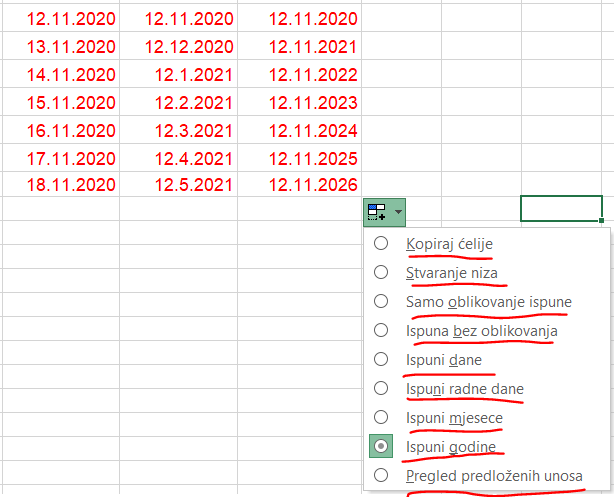 12.11.2020 12.11.2020 12.11.2020
13.11.2020 12.12.2020 12.11.2021
14.11.2020 12.1.2021 12.11.2022
15.11.2020 12.2.2021 12.11.2023
16.11.2020 12.3.2021 12.11.2024
17.11.2020 12.4.2021 12.11.2025
18.11.2020 12.5.2021 12.11.2026
Kopiraj ćelije
Stvaranje niza
Samo oblikovanje ispune
Ispuna bez oblikovanja
Ispuni dane
Ispuni radne dane
Ispuni mjesece
Ispuni godine
Pregled predloženih unosa